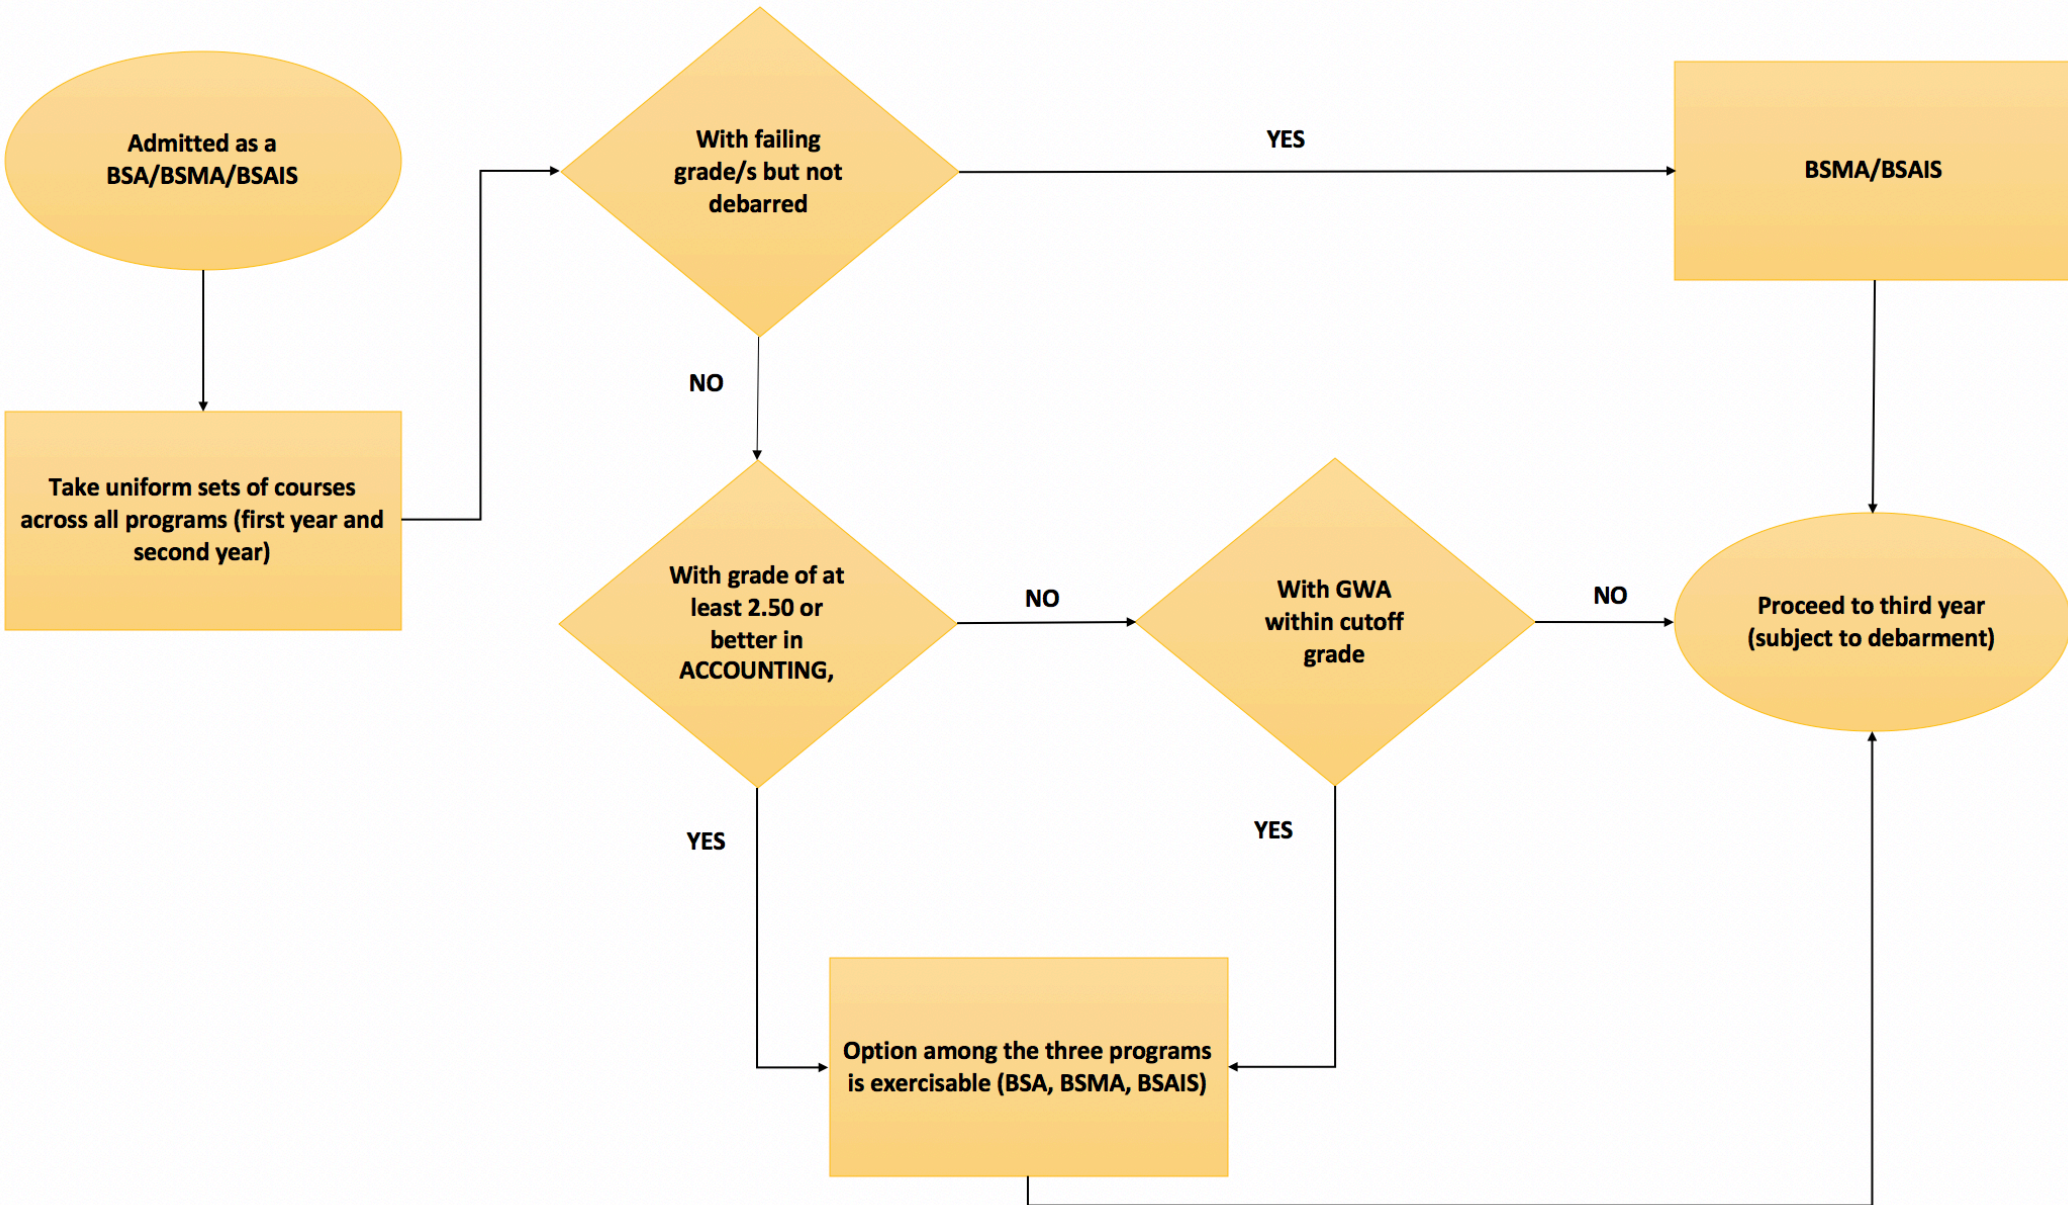 Admitted as a
BSA/BSMA/BSAIS
Take uniform sets of courses
across all programs (first year and
second year)
With failing
grade/s but not
debarred
YES
BSMA/BSAIS
NO
With grade of at
least 2.50 or
better in
ACCOUNTING,
NO
With GWA
within cutoff
grade
NO
Proceed to third year
(subject to debarment)
YES
YES
Option among the three programs
is exercisable (BSA, BSMA, BSAIS)